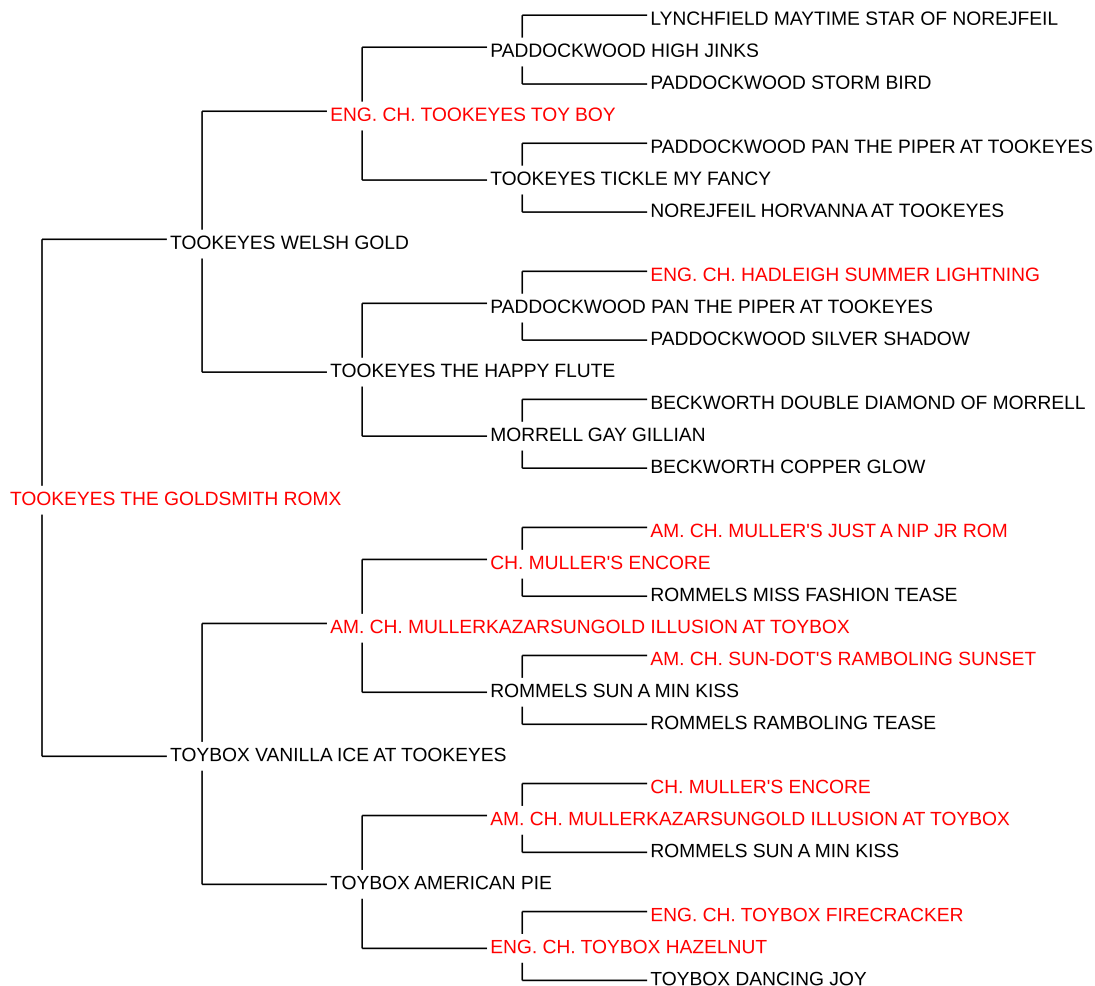 LYNCHFIELD MAYTIME STAR OF NOREJFEIL
PADDOCKWOOD HIGH JINKS
PADDOCKWOOD STORM BIRD
ENG. CH. TOOKEYES TOY BOY
PADDOCKWOOD PAN THE PIPER AT TOOKEYES
TOOKEYES TICKLE MY FANCY
NOREJFEIL HORVANNA AT TOOKEYES
TOOKEYES WELSH GOLD
ENG. CH. HADLEIGH SUMMER LIGHTNING
PADDOCKWOOD PAN THE PIPER AT TOOKEYES
PADDOCKWOOD SILVER SHADOW
TOOKEYES THE HAPPY FLUTE
BECKWORTH DOUBLE DIAMOND OF MORRELL
MORRELL GAY GILLIAN
BECKWORTH COPPER GLOW
TOOKEYES THE GOLDSMITH ROMX
AM. CH. MULLER'S JUST A NIP JR ROM
CH. MULLER'S ENCORE
ROMMELS MISS FASHION TEASE
AM. CH. MULLERKAZARSUNGOLD ILLUSION AT TOYBOX
AM. CH. SUN-DOT'S RAMBOLING SUNSET
ROMMELS SUN A MIN KISS
ROMMELS RAMBOLING TEASE
TOYBOX VANILLA ICE AT TOOKEYES
CH. MULLER'S ENCORE
AM. CH. MULLERKAZARSUNGOLD ILLUSION AT TOYBOX
ROMMELS SUN A MIN KISS
TOYBOX AMERICAN PIE
ENG. CH. TOYBOX FIRECRACKER
ENG. CH. TOYBOX HAZELNUT
TOYBOX DANCING JOY